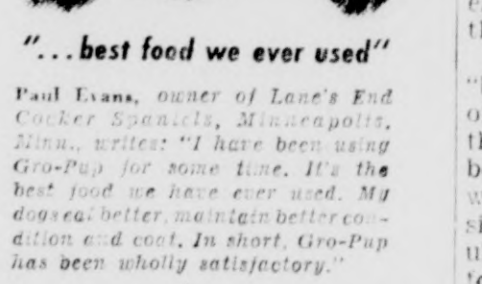 "...best food we ever used"
Paul Evans, owner of Lane's End
Cocker Spaniels, Minneapolis,
Minn., writes: "I have been using
Gro-Pup for some time. It's the
best food we have ever used. My
dogs eat better, maintain better con-
dition and coat. In short, Gro-Pup
has been wholly satisfactory."